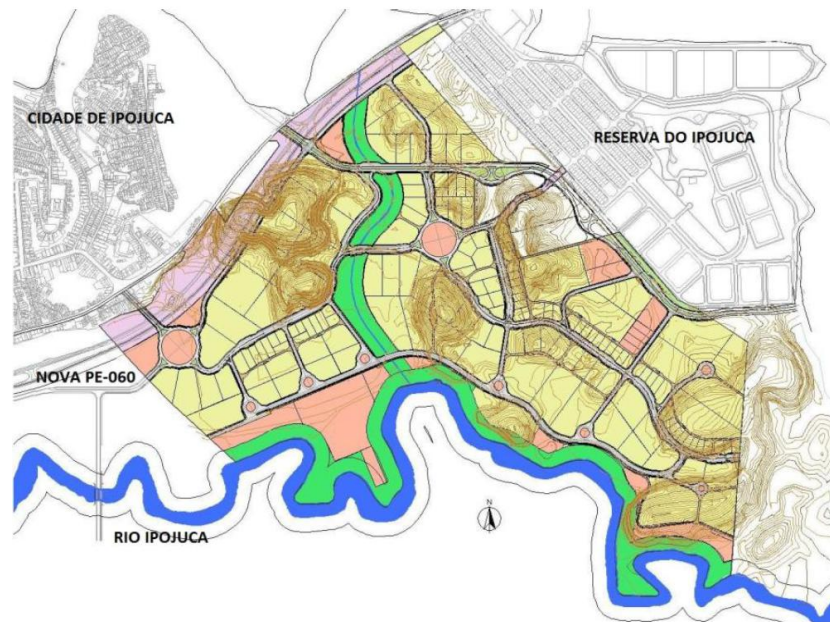 CIDADE DE IPOJUCA
RESERVA DO IPOJUCA
NOVA PE-060
RIO IPOJUCA
N